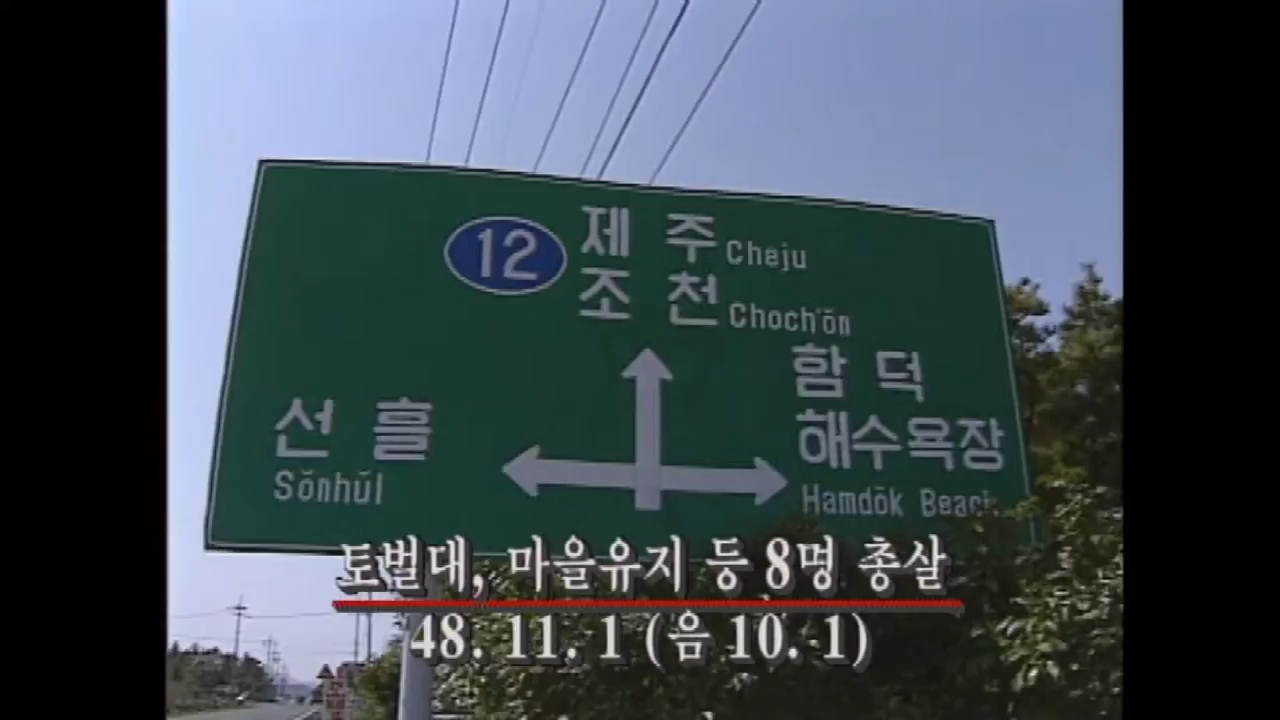 12
제주 Cheju
조천 Choch'ŏn
선흘
Sŏnhŭl
함덕
해수욕장
Hamdŏk Beach
토벌대, 마을유지 등 8명 총살
48. 11. 1 (음 10. 1)